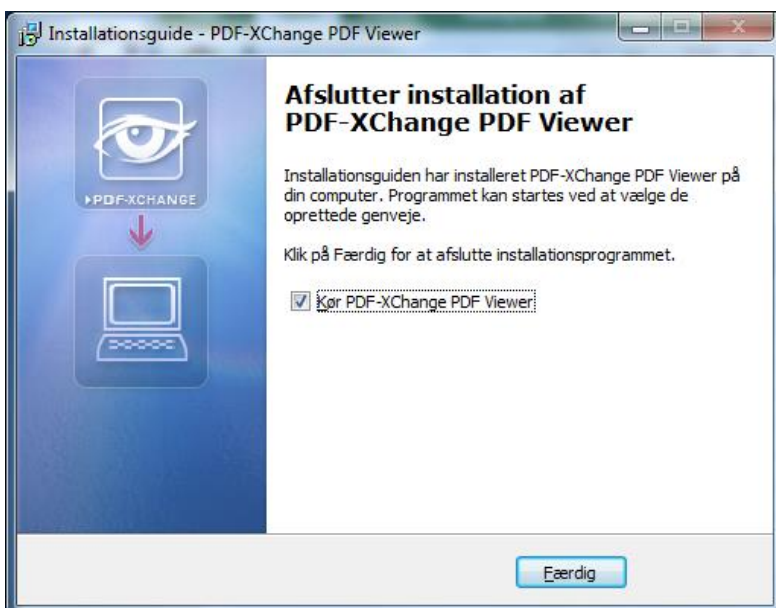 Installationsguide - PDF-XChange PDF Viewer
Afslutter installation af
PDF-XChange PDF Viewer
PDF-XCHANGE
Installationsguiden har installeret PDF-XChange PDF Viewer på
din computer. Programmet kan startes ved at vælge de
oprettede genveje.
Klik på Færdig for at afslutte installationsprogrammet.
Kør PDF-XChange PDF Viewer
Færdig